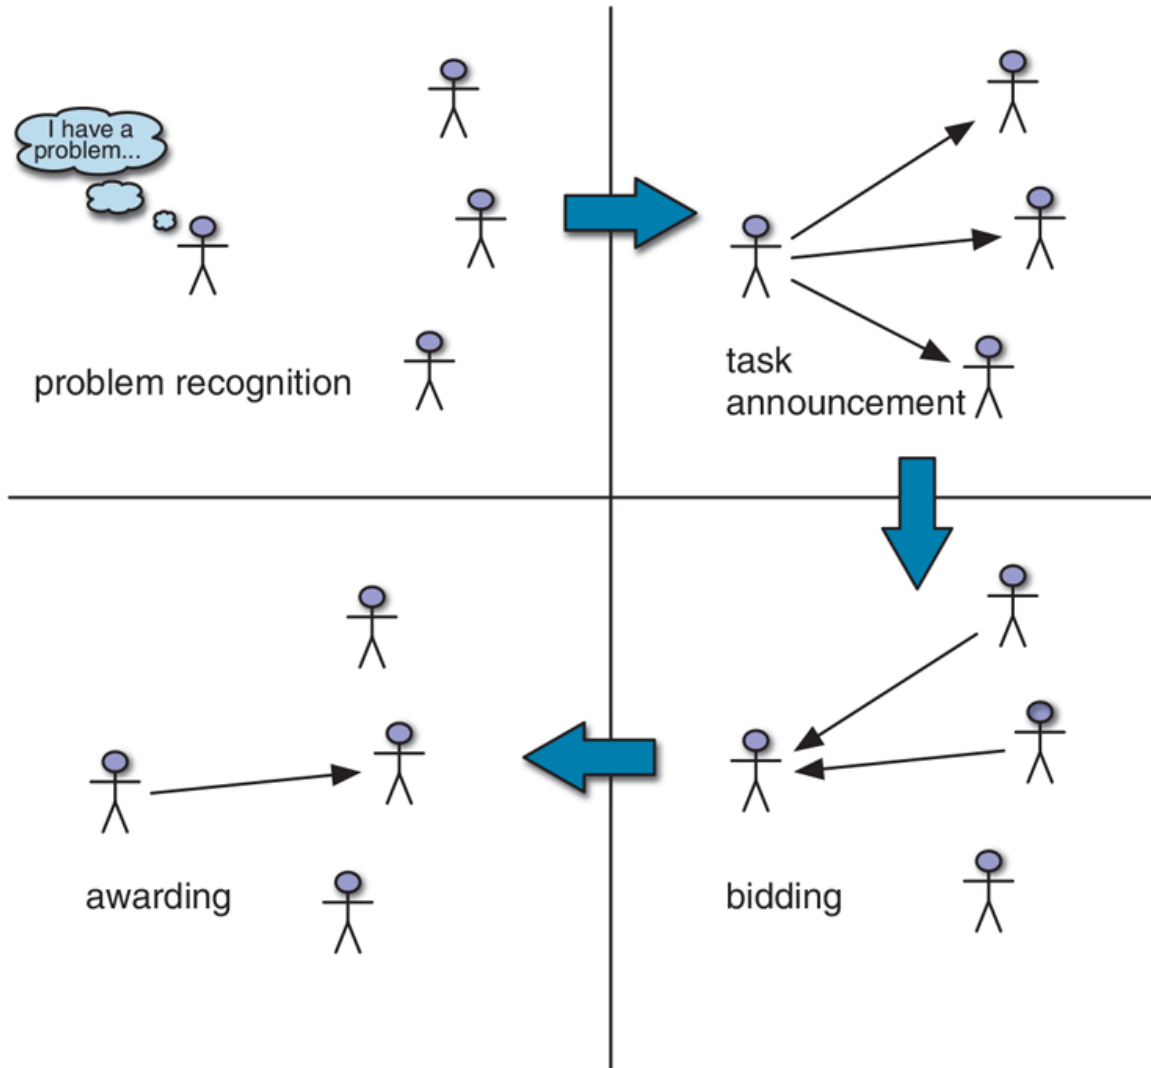 I have a
problem...
problem recognition
task
announcement
awarding
bidding